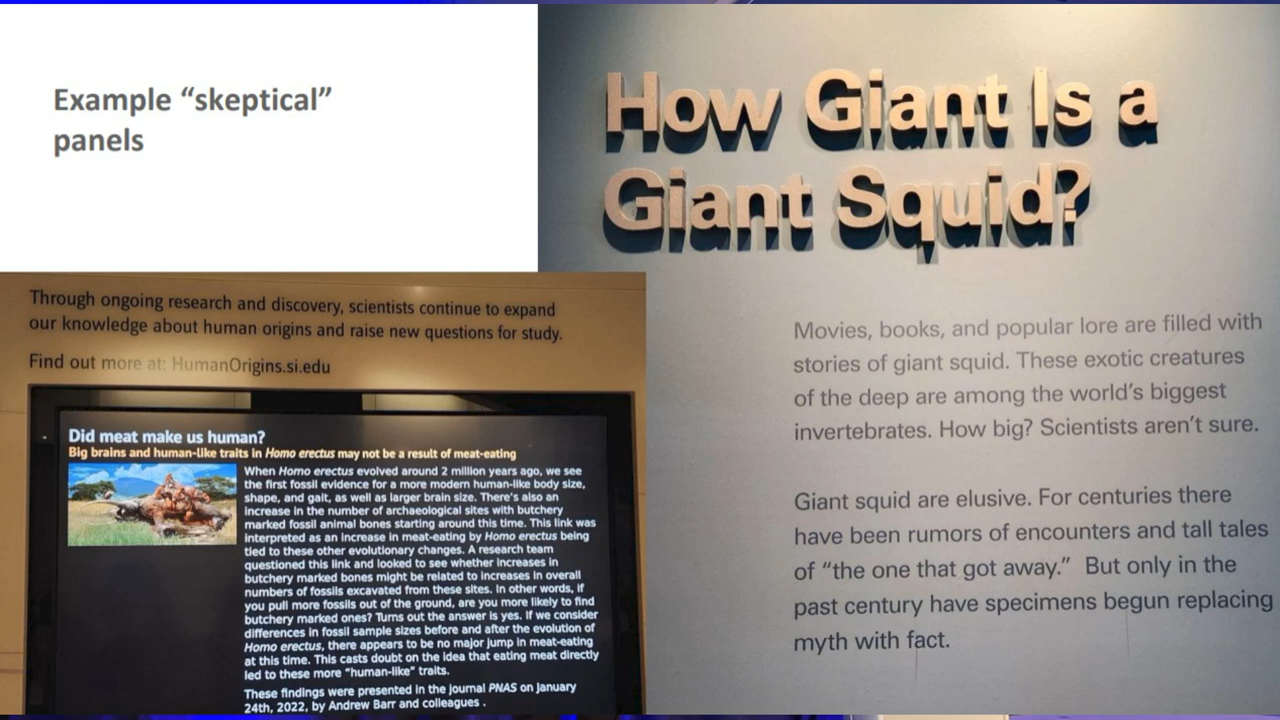 Example “skeptical”
panels
How Giant Is a
Giant Squid?
Movies, books, and popular lore are filled with
stories of giant squid. These exotic creatures
of the deep are among the world’s biggest
invertebrates. How big? Scientists aren’t sure.
Giant squid are elusive. For centuries there
have been rumors of encounters and tall tales
of “the one that got away.” But only in the
past century have specimens begun replacing
myth with fact.
Through ongoing research and discovery, scientists continue to expand
our knowledge about human origins and raise new questions for study.
Find out more at: HumanOrigins.si.edu
Did meat make us human?
Big brains and human-like traits in Homo erectus may not be a result of meat-eating
When Homo erectus evolved around 2 million years ago, we see
the first fossil evidence for a more modern human-like body size,
shape, and gait, as well as larger brain size. There’s also an
increase in the number of archaeological sites with butchery
marked fossil animal bones starting around this time. This link was
interpreted as an increase in meat-eating by Homo erectus being
tied to these other evolutionary changes. A research team
questioned this link and looked to see whether increases in
butchery marked bones might be related to increases in overall
numbers of fossils excavated from these sites. In other words, if
you pull more fossils out of the ground, are you more likely to find
butchery marked ones? Turns out the answer is yes. If we consider
differences in fossil sample sizes before and after the evolution of
Homo erectus, there appears to be no major jump in meat-eating
at this time. This casts doubt on the idea that eating meat directly
led to these more “human-like” traits.
These findings were presented in the journal PNAS on January
24th, 2022, by Andrew Barr and colleagues .